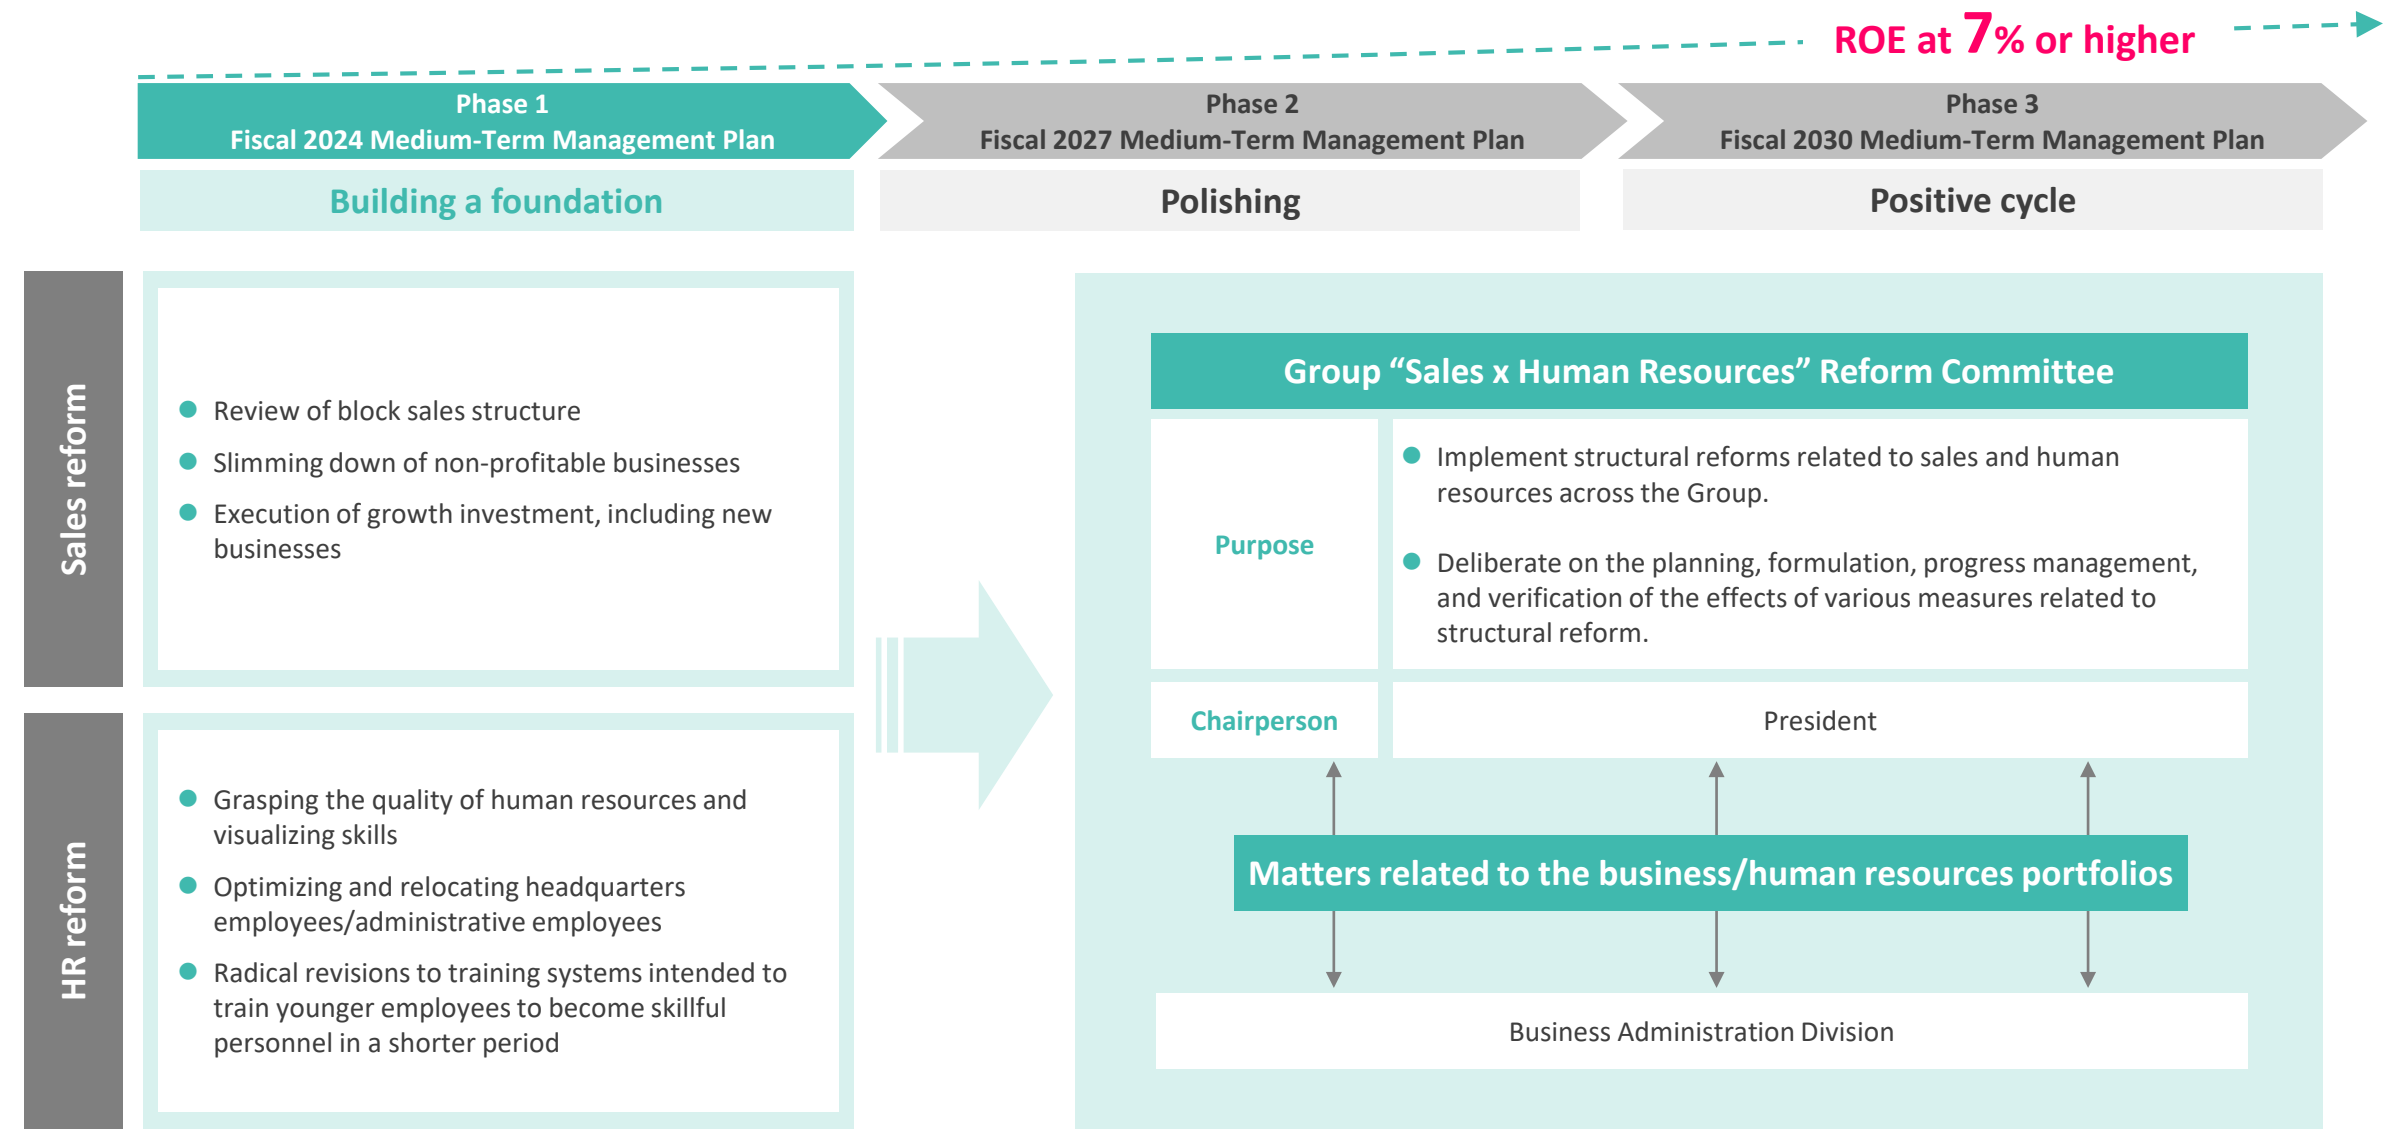 ROE at 7% or higher
Phase 1
Fiscal 2024 Medium-Term Management Plan
Phase 2
Fiscal 2027 Medium-Term Management Plan
Phase 3
Fiscal 2030 Medium-Term Management Plan
Building a foundation
Polishing
Positive cycle
Sales reform
● Review of block sales structure
● Slimming down of non-profitable businesses
● Execution of growth investment, including new
businesses
HR reform
● Grasping the quality of human resources and
visualizing skills
● Optimizing and relocating headquarters
employees/administrative employees
● Radical revisions to training systems intended to
train younger employees to become skillful
personnel in a shorter period
Group “Sales x Human Resources” Reform Committee
Purpose
● Implement structural reforms related to sales and human
resources across the Group.
● Deliberate on the planning, formulation, progress management,
and verification of the effects of various measures related to
structural reform.
Chairperson
President
Matters related to the business/human resources portfolios
Business Administration Division